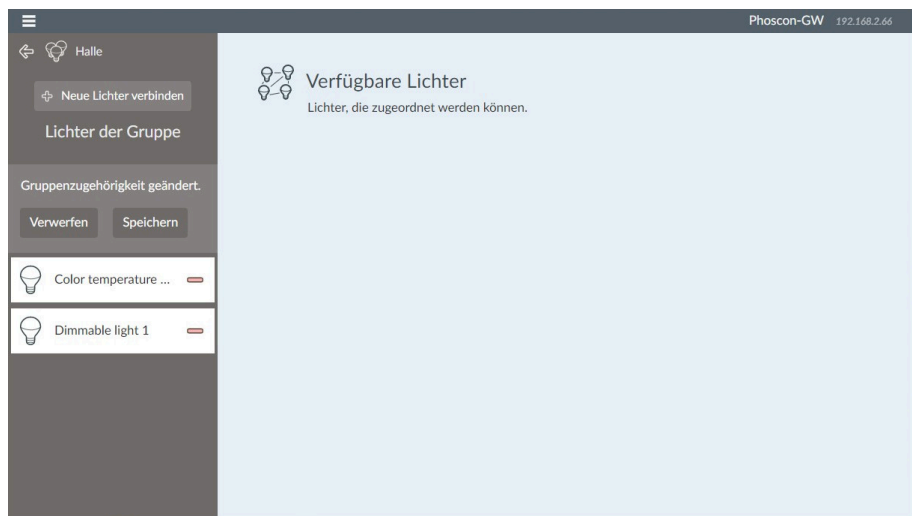 Phoscon-GW 192.168.2.66
Halle
Neue Lichter verbinden
Lichter der Gruppe
Gruppenzugehörigkeit geändert.
Verwerfen
Speichern
Color temperature ...
Dimmable light 1
Verfügbare Lichter
Lichter, die zugeordnet werden können.